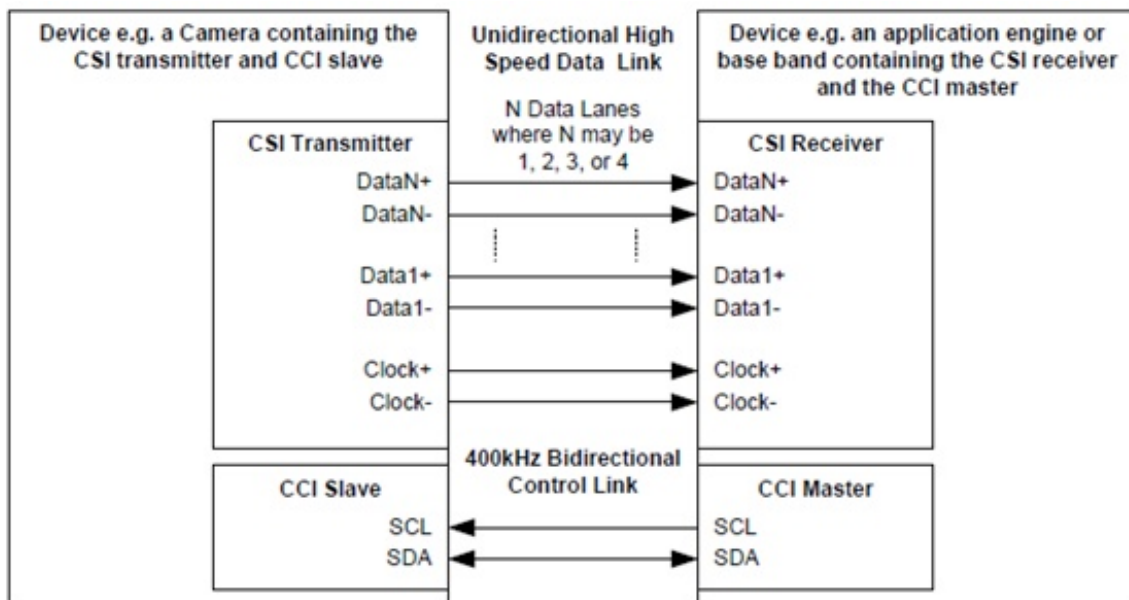 Device e.g. a Camera containing the
CSI transmitter and CCI slave
Unidirectional High
Speed Data Link
N Data Lanes
where N may be
1, 2, 3, or 4
Device e.g. an application engine or
base band containing the CSI receiver
and the CCI master
CSI Transmitter
DataN+
DataN-
Data1+
Data1-
Clock+
Clock-
CSI Receiver
DataN+
DataN-
Data1+
Data1-
Clock+
Clock-
400kHz Bidirectional
Control Link
CCI Slave
SCL
SDA
CCI Master
SCL
SDA